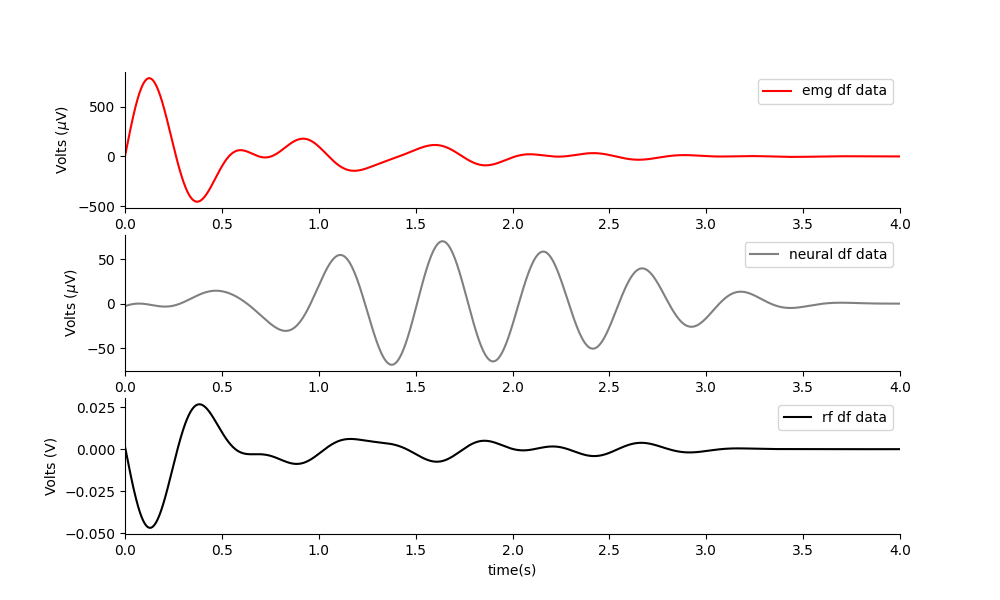 emg df data
Volts (μV)
500
0
−500
0.0 0.5 1.0 1.5 2.0 2.5 3.0 3.5 4.0
neural df data
Volts (μV)
50
0
−50
0.0 0.5 1.0 1.5 2.0 2.5 3.0 3.5 4.0
rf df data
Volts (V)
0.025
0.000
−0.025
−0.050
0.0 0.5 1.0 1.5 2.0 2.5 3.0 3.5 4.0
time(s)